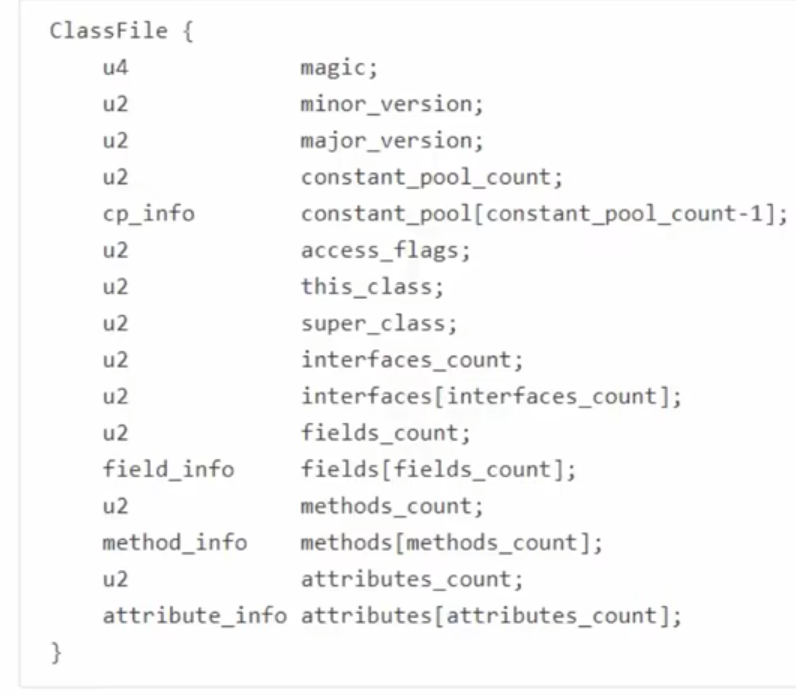 ClassFile {
    u4             magic;
    u2             minor_version;
    u2             major_version;
    u2             constant_pool_count;
    cp_info        constant_pool[constant_pool_count-1];
    u2             access_flags;
    u2             this_class;
    u2             super_class;
    u2             interfaces_count;
    u2             interfaces[interfaces_count];
    u2             fields_count;
    field_info     fields[fields_count];
    u2             methods_count;
    method_info    methods[methods_count];
    u2             attributes_count;
    attribute_info attributes[attributes_count];
}